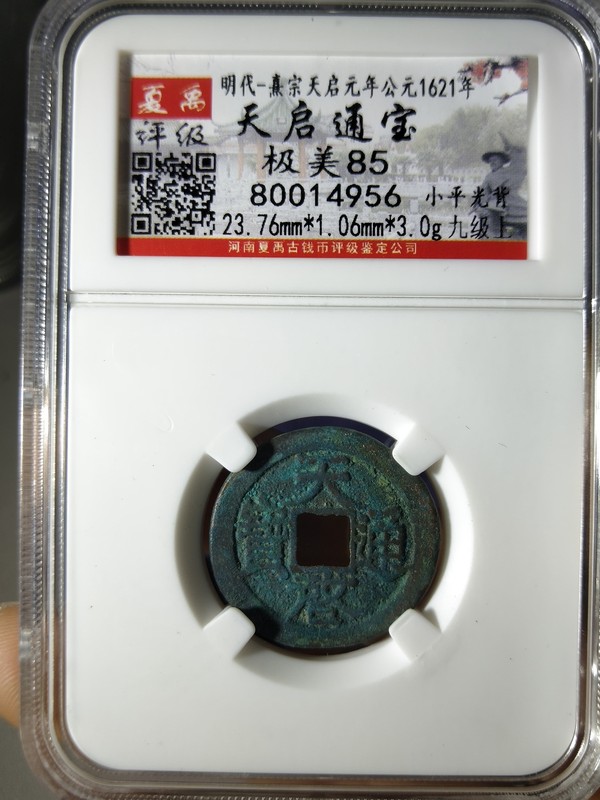 夏禹
评级
明代-熹宗天启元年公元1621年
天启通宝
极美85
80014956 小平光背
23.76mm*1.06mm*3.0g 九级上
河南夏禹古钱币评级鉴定公司
天启通寶